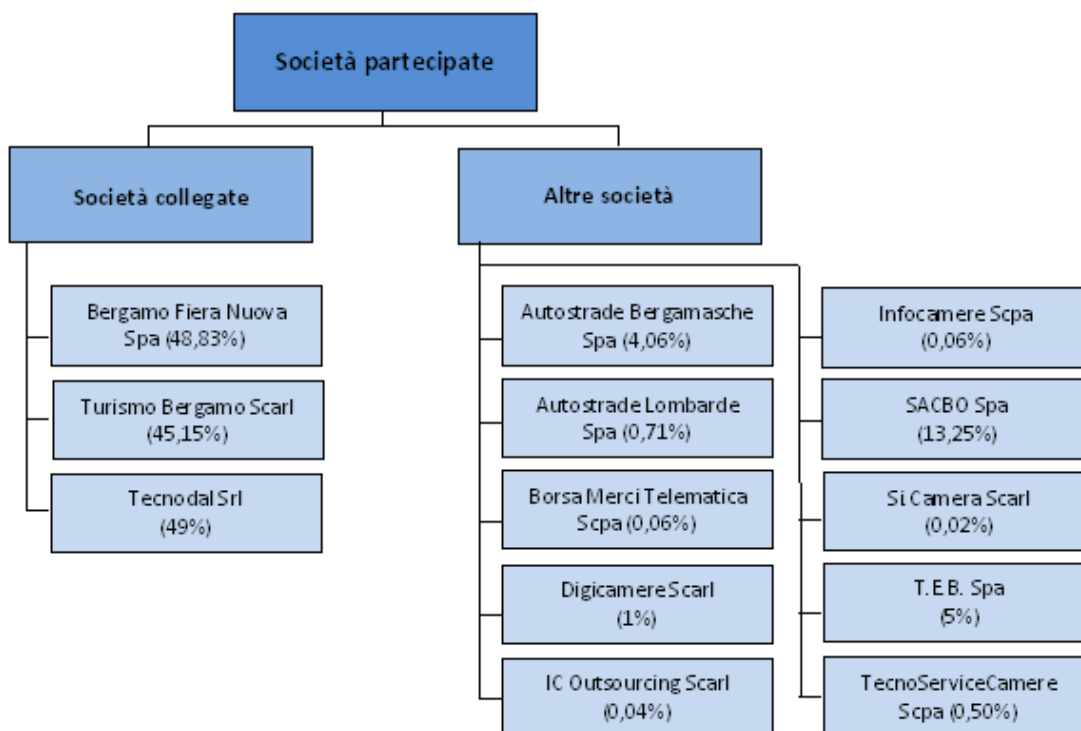 Società partecipate
Società collegate
Altre società
Bergamo Fiera Nuova
Spa (48,83%)
Turismo Bergamo Scarl
(45,15%)
Tecnodal Srl
(49%)
Autostrade Bergamasche
Spa (4,06%)
Autostrade Lombarde
Spa (0,71%)
Borsa Merci Telematica
Scpa (0,06%)
Digicamere Scarl
(1%)
IC Outsourcing Scarl
(0,04%)
Infocamere Scpa
(0,06%)
SACBO Spa
(13,25%)
Si.Camera Scarl
(0,02%)
T.E.B. Spa
(5%)
TecnoServiceCamere
Scpa (0,50%)